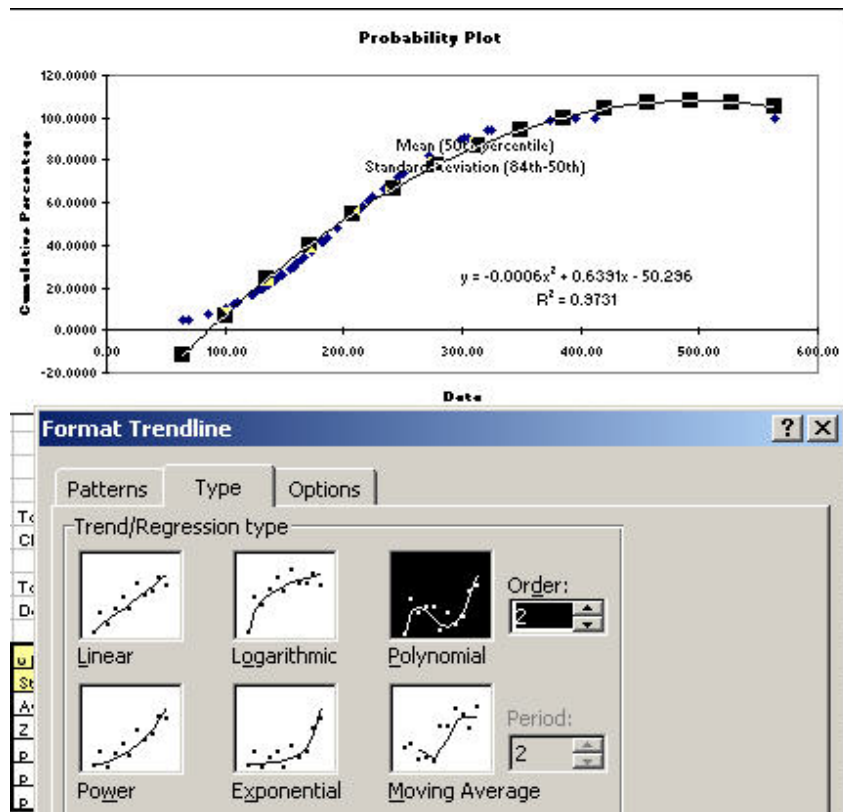 Probability Plot
120.0000
100.0000
80.0000
60.0000
40.0000
20.0000
0.0000
-20.0000
Cumulative Percentage
Mean (50th percentile)
Standard Deviation (84th-50th)
y = -0.0006x² + 0.6391x - 50.296
R² = 0.9731
0.00 100.00 200.00 300.00 400.00 500.00 600.00
Data
Format Trendline
Patterns Type Options
Trend/Regression type
Order:
2
Linear Logarithmic Polynomial
Period:
2
Power Exponential Moving Average